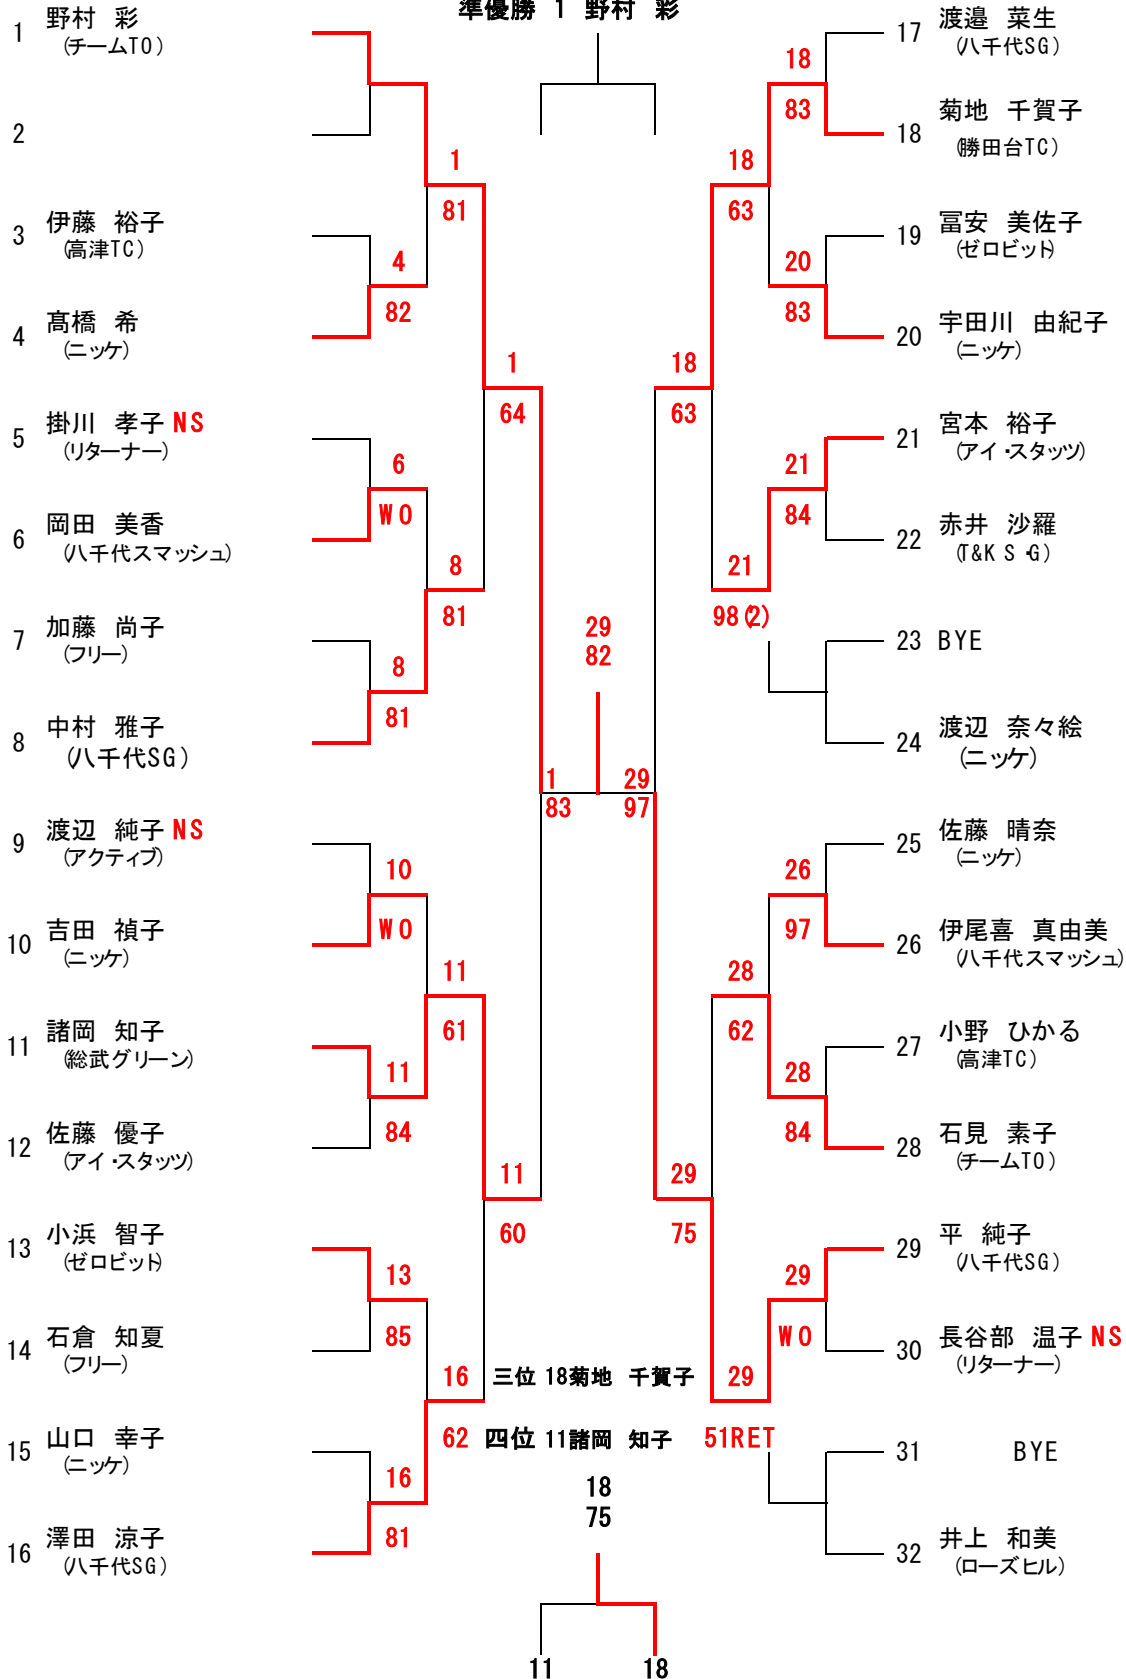 準優勝 1 野村 彩
1 野村 彩
(チームTO)
2
3 伊藤 裕子
(高津TC)
4 髙橋 希
(ニッケ)
5 掛川 孝子 NS
(リターナー)
6 岡田 美香
(八千代スマッシュ)
7 加藤 尚子
(フリー)
8 中村 雅子
(八千代SG)
9 渡辺 純子 NS
(アクティブ)
10 吉田 禎子
(ニッケ)
11 諸岡 知子
(総武グリーン)
12 佐藤 優子
(アイ・スタッツ)
13 小浜 智子
(ゼロビット)
14 石倉 知夏
(フリー)
15 山口 幸子
(ニッケ)
16 澤田 涼子
(八千代SG)
4
82
6
WO
8
81
10
WO
11
84
13
85
16
81
1
81
8
81
11
61
16
62
1
64
11
60
1
83
29
82
29
97
18
63
29
75
18
63
21
98(2)
28
62
29
51RET
18
83
20
83
21
84
26
97
28
84
29
WO
17 渡邉 菜生
(八千代SG)
18 菊地 千賀子
(勝田台TC)
19 冨安 美佐子
(ゼロビット)
20 宇田川 由紀子
(ニッケ)
21 宮本 裕子
(アイ・スタッツ)
22 赤井 沙羅
(T&K S・G)
23 BYE
24 渡辺 奈々絵
(ニッケ)
25 佐藤 晴奈
(ニッケ)
26 伊尾喜 真由美
(八千代スマッシュ)
27 小野 ひかる
(高津TC)
28 石見 素子
(チームTO)
29 平 純子
(八千代SG)
30 長谷部 温子 NS
(リターナー)
31 BYE
32 井上 和美
(ローズヒル)
三位 18菊地 千賀子
四位 11諸岡 知子
18
75
11 18